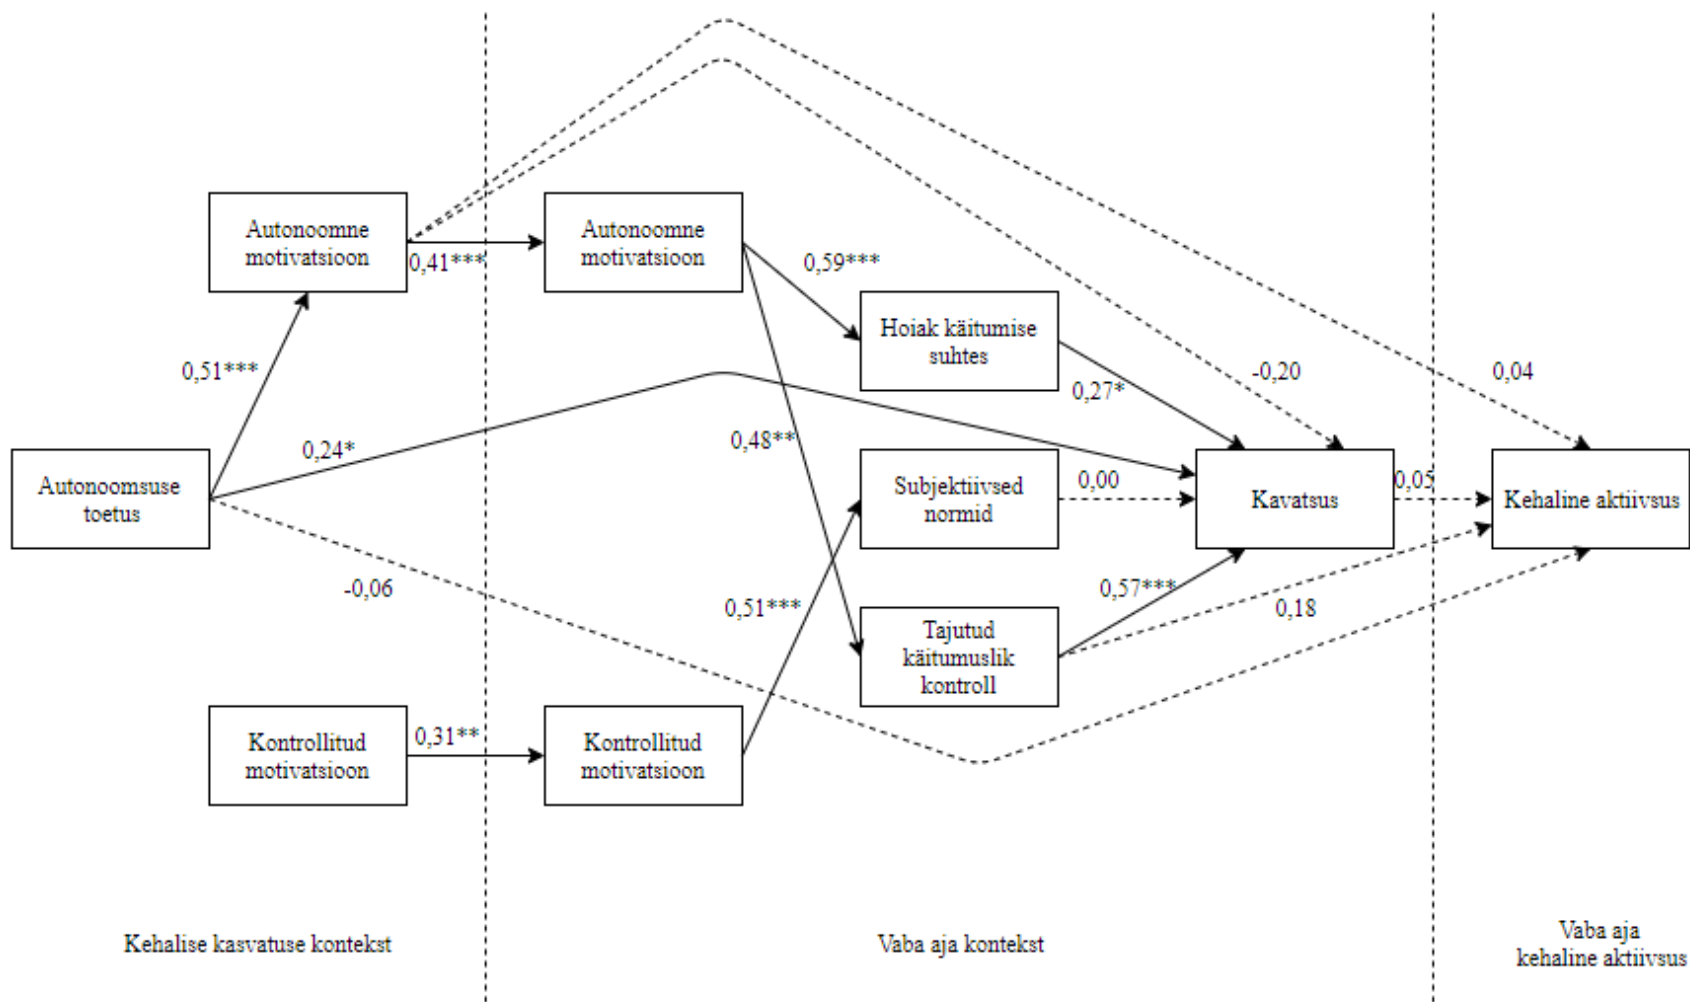 Autonoomne
motivatsioon
Autonoomne
motivatsioon
0,41***
0,59***
Hoiak käitumise
suhtes
0,51***
0,27*
-0,20
0,04
0,24*
0,48**
Autonoomsuse
toetus
Subjektiivsed
normid
0,00
Kavatsus
0,05
Kehaline aktiivsus
-0,06
0,51***
Tajutud
käitumuslik
kontroll
0,57***
0,18
Kontrollitud
motivatsioon
0,31**
Kontrollitud
motivatsioon
Kehalise kasvatuse kontekst
Vaba aja kontekst
Vaba aja
kehaline aktiivsus